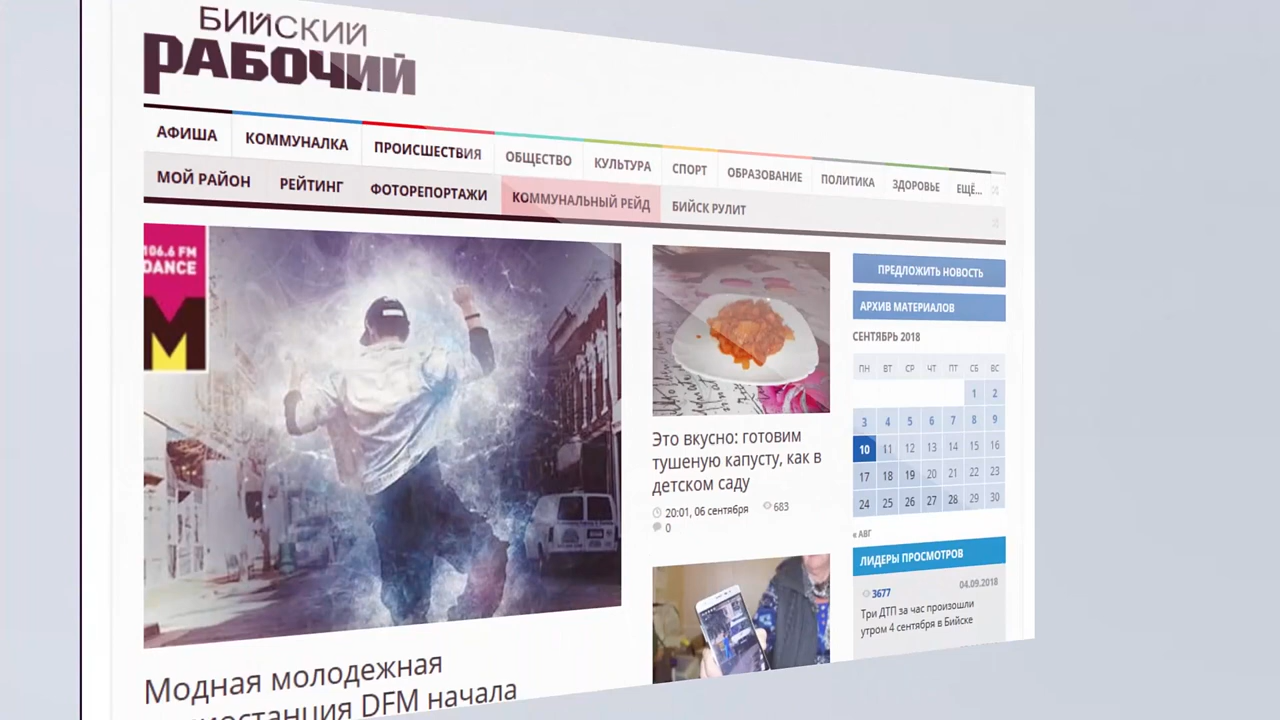 БИЙСКИЙ
РАБОЧИЙ
АФИША КОММУНАЛКА ПРОИСШЕСТВИЯ ОБЩЕСТВО КУЛЬТУРА СПОРТ ОБРАЗОВАНИЕ ПОЛИТИКА ЗДОРОВЬЕ ЕЩЁ...
МОЙ РАЙОН РЕЙТИНГ ФОТОРЕПОРТАЖИ КОММУНАЛЬНЫЙ РЕЙД БИЙСК РУЛИТ
106.6 FM
DANCE
M
Модная молодежная
DFM начала
Это вкусно: готовим
тушеную капусту, как в
детском саду
20:01, 06 сентября 683
0
ПРЕДЛОЖИТЬ НОВОСТЬ
АРХИВ МАТЕРИАЛОВ
СЕНТЯБРЬ 2018
ПН ВТ СР ЧТ ПТ СБ ВС
1 2
3 4 5 6 7 8 9
10 11 12 13 14 15 16
17 18 19 20 21 22 23
24 25 26 27 28 29 30
« АВГ
ЛИДЕРЫ ПРОСМОТРОВ
3677 04.09.2018
Три ДТП за час произошли
утром 4 сентября в Бийске